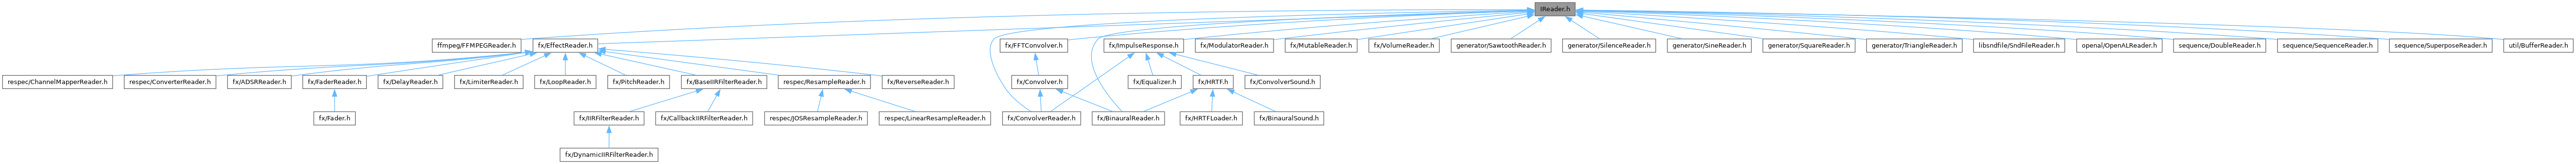 IReader.h
ffmpeg/FFMPEGReader.h
fx/EffectReader.h
fx/FFTConvolver.h
fx/ImpulseResponse.h
fx/ModulatorReader.h
fx/MutableReader.h
fx/VolumeReader.h
generator/SawtoothReader.h
generator/SilenceReader.h
generator/SineReader.h
generator/SquareReader.h
generator/TriangleReader.h
libsndfile/SndFileReader.h
openal/OpenALReader.h
sequence/DoubleReader.h
sequence/SequenceReader.h
sequence/SuperposeReader.h
util/BufferReader.h
respec/ChannelMapperReader.h
respec/ConverterReader.h
fx/ADSRReader.h
fx/FaderReader.h
fx/DelayReader.h
fx/LimiterReader.h
fx/LoopReader.h
fx/PitchReader.h
fx/BaseIIRFilterReader.h
respec/ResampleReader.h
fx/ReverseReader.h
fx/Convolver.h
fx/Equalizer.h
fx/HRTF.h
fx/ConvolverSound.h
fx/Fader.h
fx/IIRFilterReader.h
fx/CallbackIIRFilterReader.h
respec/JOSResampleReader.h
respec/LinearResampleReader.h
fx/ConvolverReader.h
fx/BinauralReader.h
fx/HRTFLoader.h
fx/BinauralSound.h
fx/DynamicIIRFilterReader.h